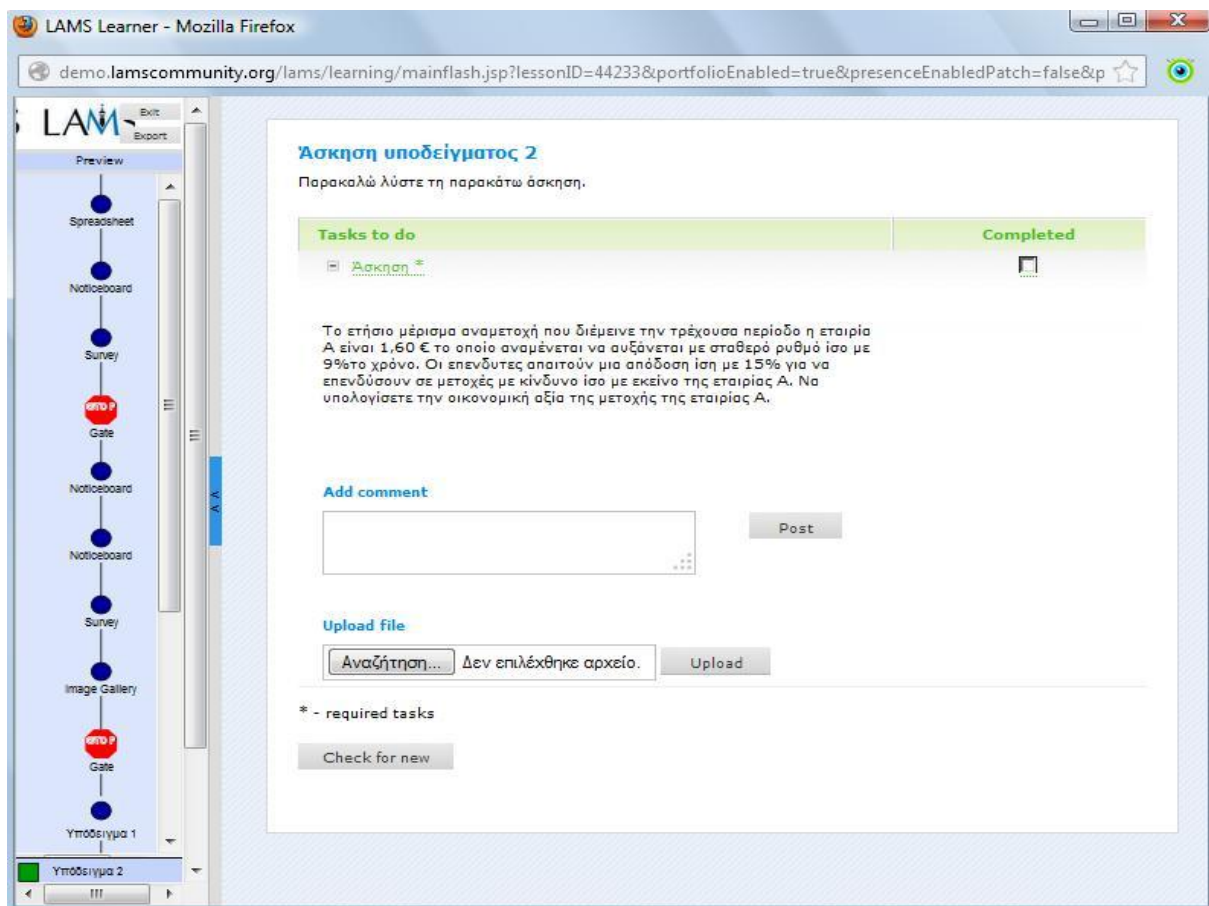 LAMS Learner - Mozilla Firefox
demo.lamscommunity.org/lams/learning/mainflash.jsp?lessonID=44233&portfolioEnabled=true&presenceEnabledPatch=false&p
S LAM
Exit
Export
Preview
Spreadsheet
Noticeboard
Survey
STOP
Gate
Noticeboard
Noticeboard
Survey
Image Gallery
STOP
Gate
Υπόδειγμα 1
Υπόδειγμα 2
Άσκηση υποδείγματος 2
Παρακαλώ λύστε τη παρακάτω άσκηση.
Tasks to do Completed
Άσκηση *
Το ετήσιο μέρισμα αναμετοχή που διέμεινε την τρέχουσα περίοδο η εταιρία
Α είναι 1,60 € το οποίο αναμένεται να αυξάνεται με σταθερό ρυθμό ίσο με
9%το χρόνο. Οι επενδυτες απαιτούν μια απόδοση ίση με 15% για να
επενδύσουν σε μετοχές με κίνδυνο ίσο με εκείνο της εταιρίας Α. Να
υπολογίσετε την οικονομική αξία της μετοχής της εταιρίας Α.
Add comment
Post
Upload file
Αναζήτηση... Δεν επιλέχθηκε αρχείο. Upload
* - required tasks
Check for new